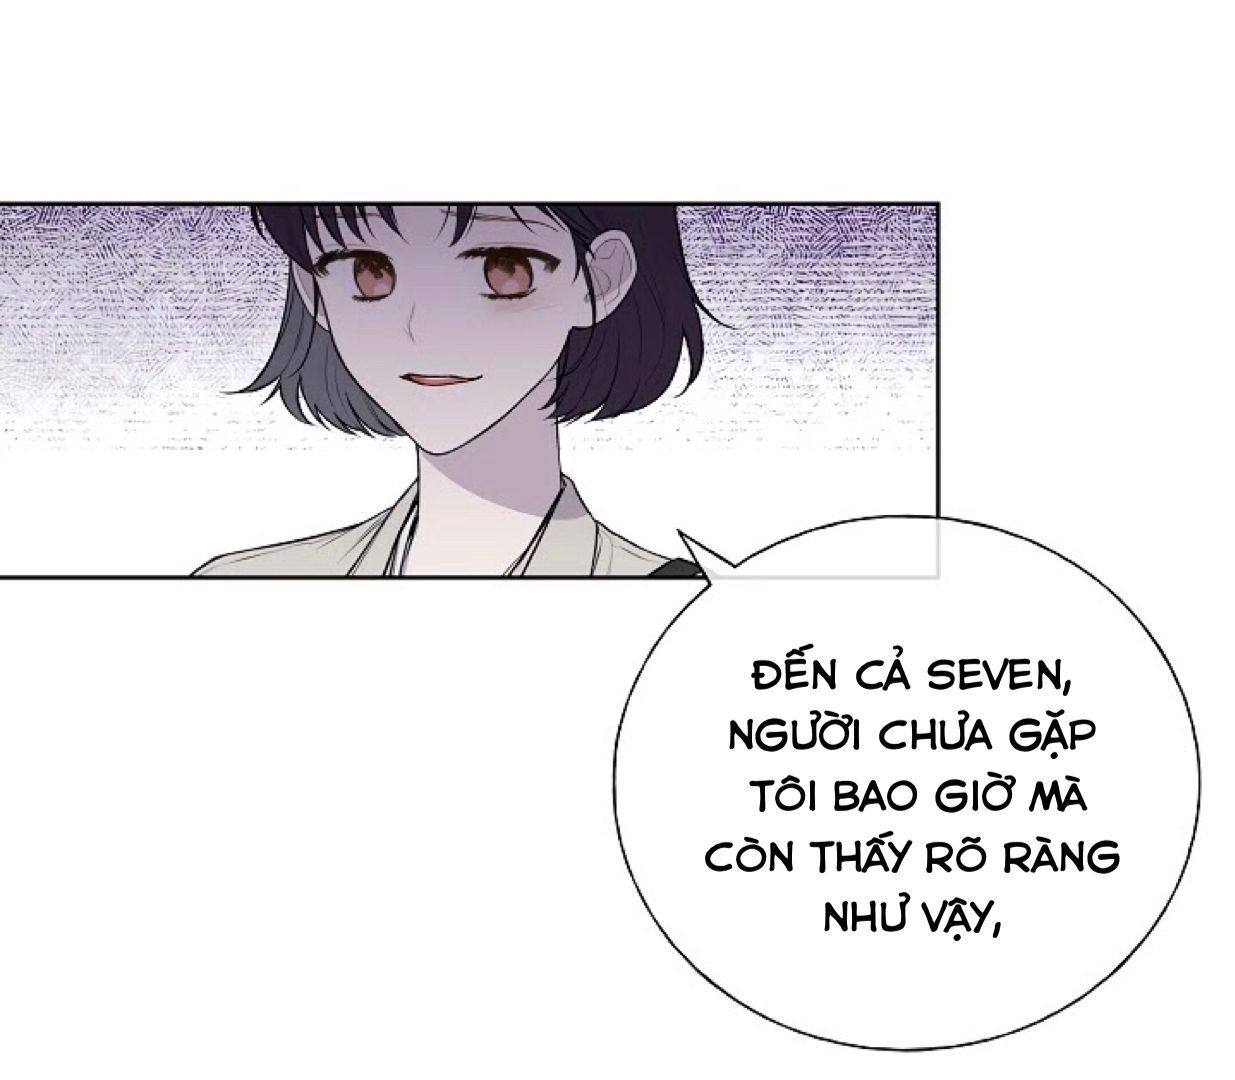 ĐẾN CẢ SEVEN,
NGƯỜI CHƯA GẶP
TÔI BAO GIỜ MÀ
CÒN THẤY RÕ RÀNG
NHƯ VẬY,